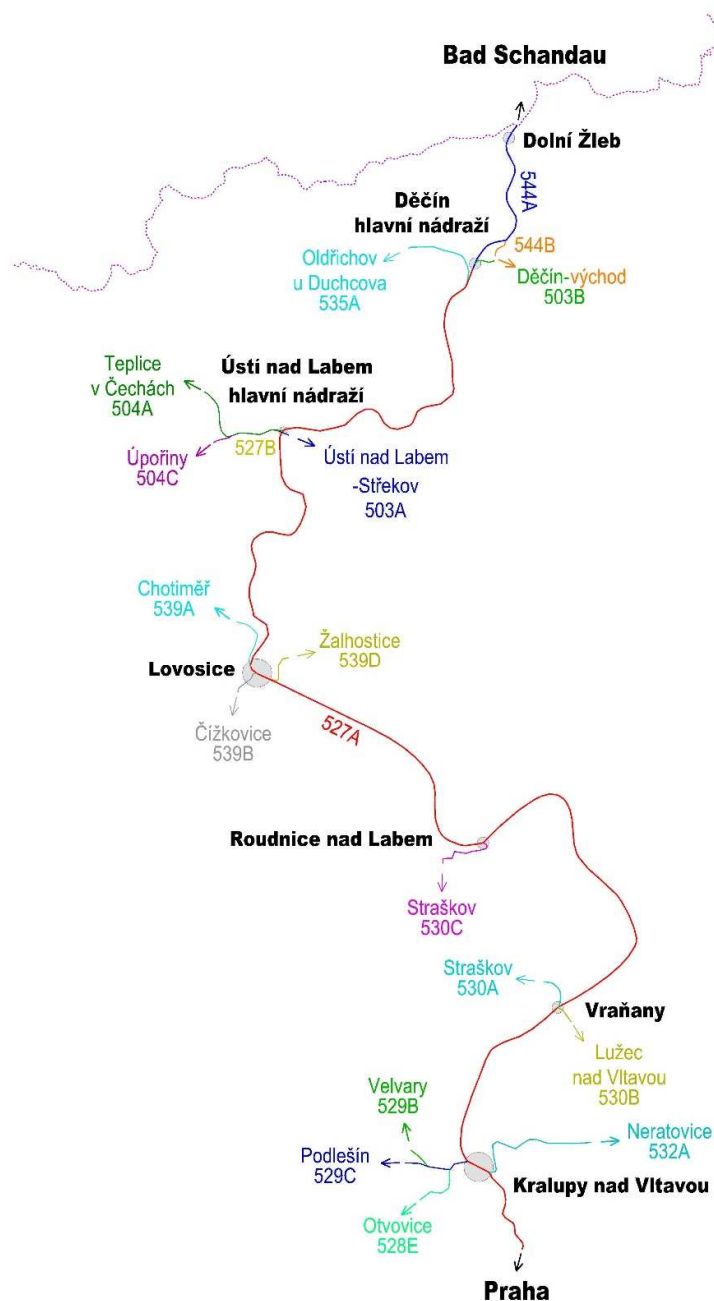 Bad Schandau
Dolní Žleb
544A
Děčín
hlavní nádraží
544B
Oldřichov
u Duchcova
535A
Děčín-východ
503B
Teplice
v Čechách
504A
Ústí nad Labem
hlavní nádraží
527B
Úpořiny
504C
Ústí nad Labem
-Střekov
503A
Chotiměř
539A
Žalhostice
539D
Lovosice
527A
Čížkovice
539B
Roudnice nad Labem
Straškov
530C
Straškov
530A
Vraňany
Lužec
nad Vltavou
530B
Velvary
529B
Neratovice
532A
Podlešín
529C
Kralupy nad Vltavou
Otvovice
528E
Praha